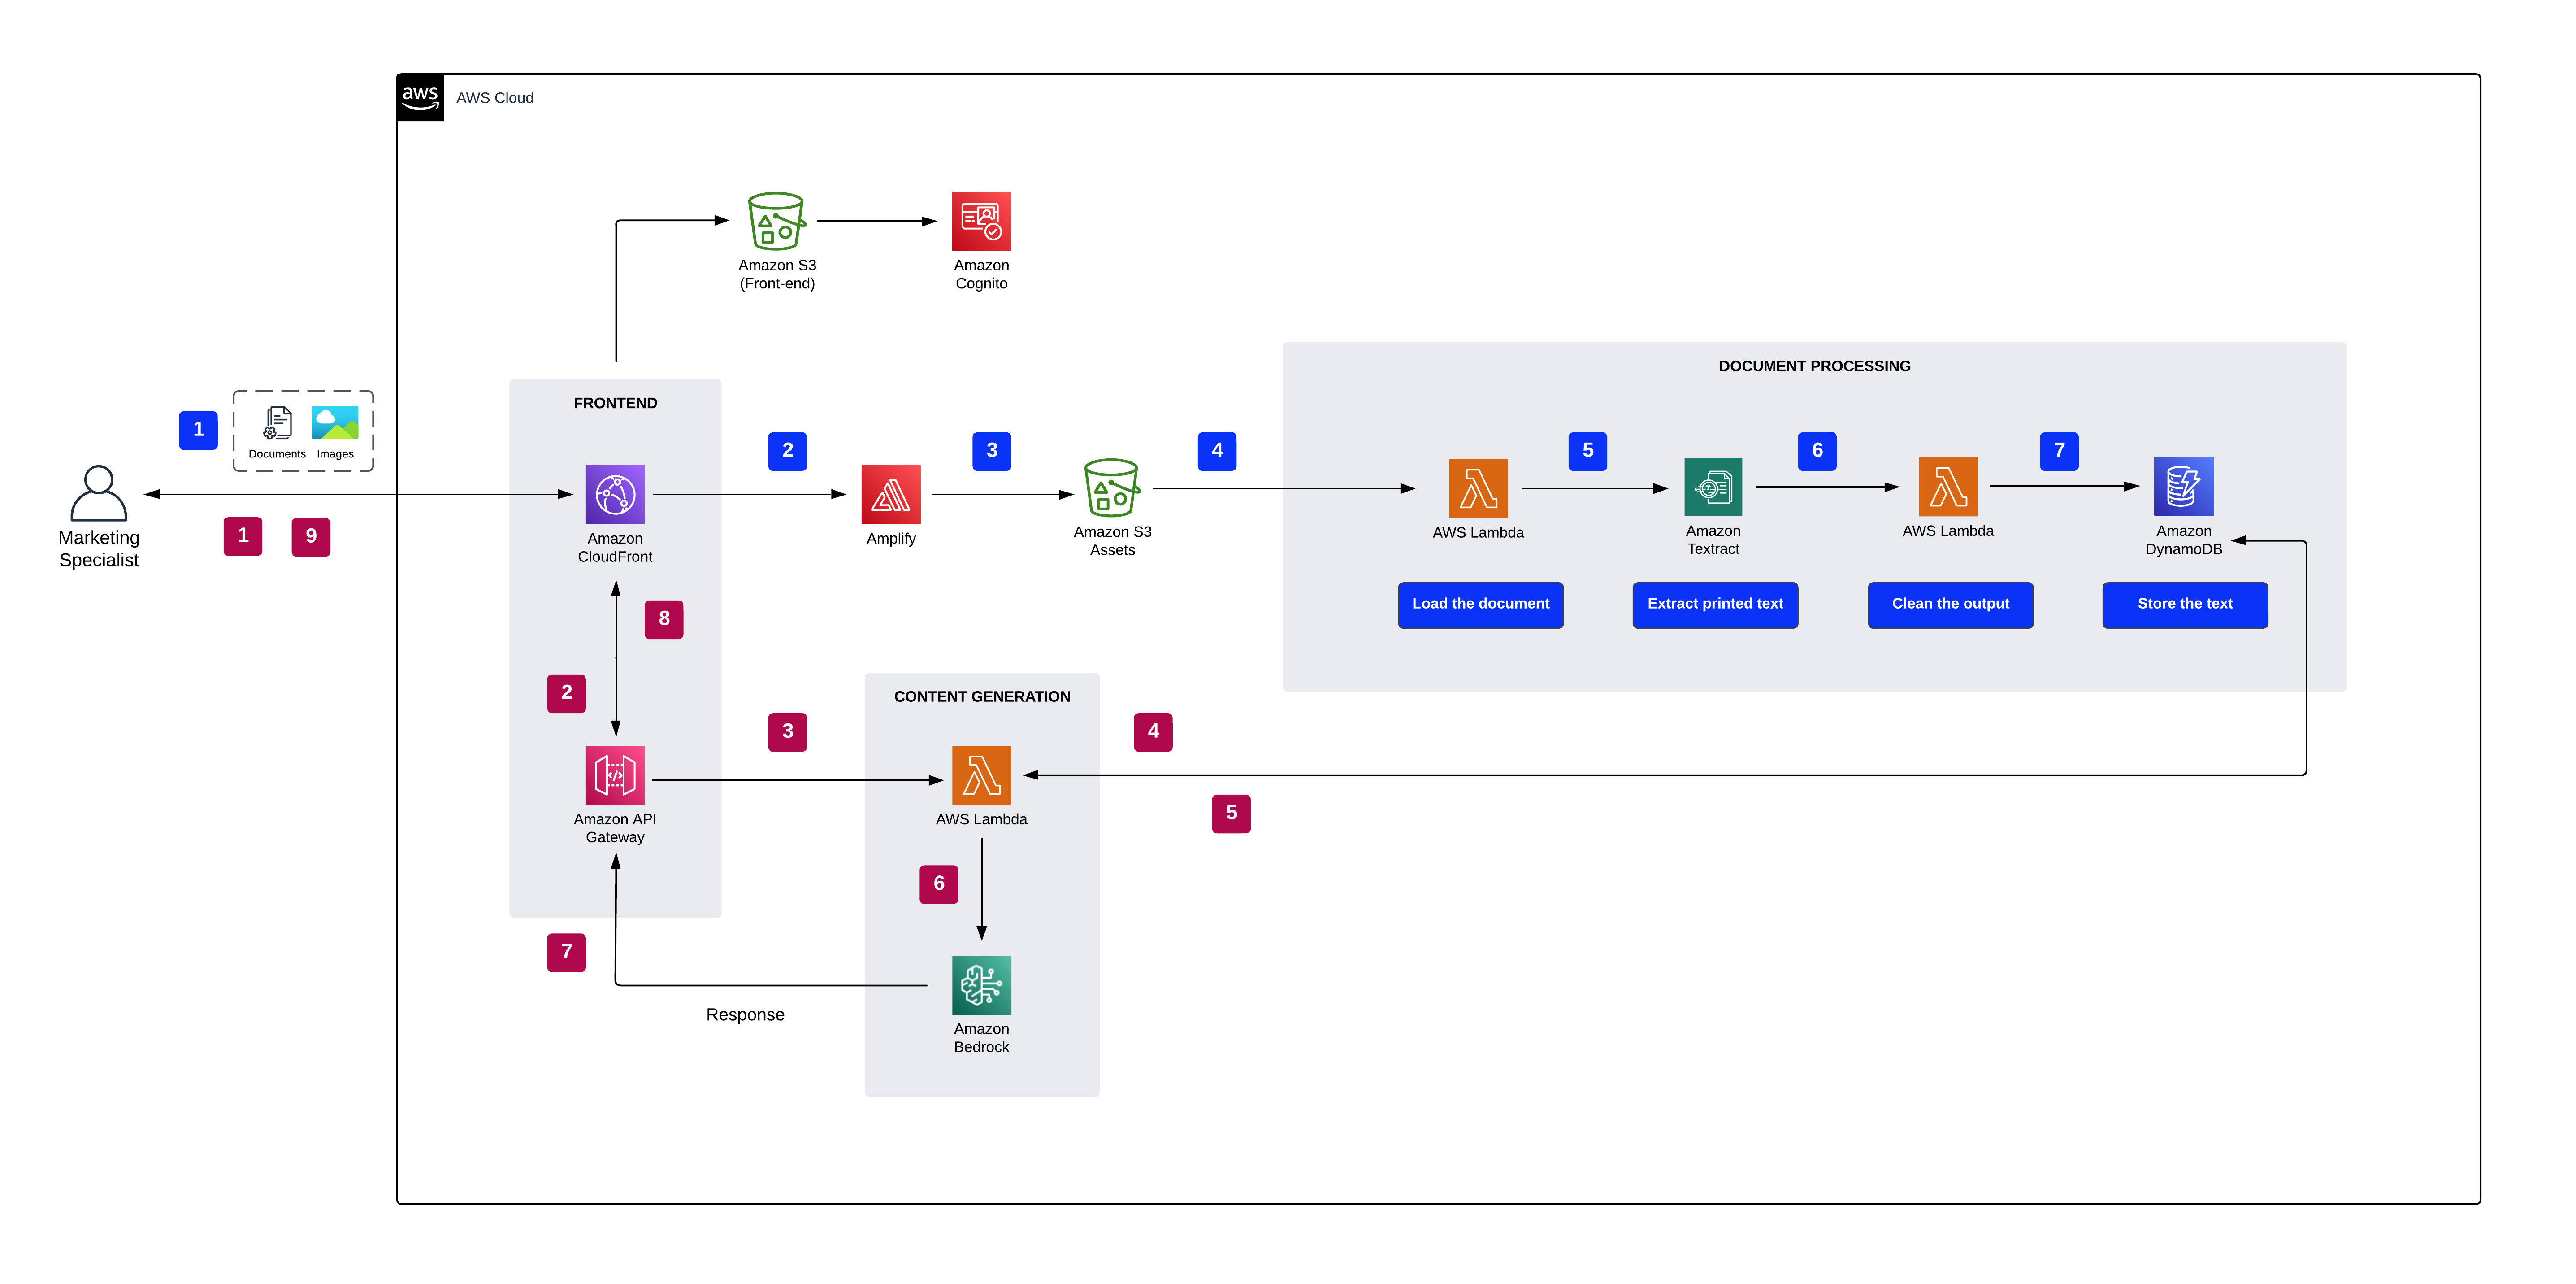 aws
AWS Cloud
Amazon S3
(Front-end)
Amazon
Cognito
DOCUMENT PROCESSING
FRONTEND
1
Documents
Images
2
3
4
5
6
7
Marketing
Specialist
1
9
Amazon
CloudFront
Amplify
Amazon S3
Assets
AWS Lambda
Amazon
Textract
AWS Lambda
Amazon
DynamoDB
Load the document
Extract printed text
Clean the output
Store the text
8
2
CONTENT GENERATION
3
4
5
Amazon API
Gateway
AWS Lambda
6
7
Response
Amazon
Bedrock